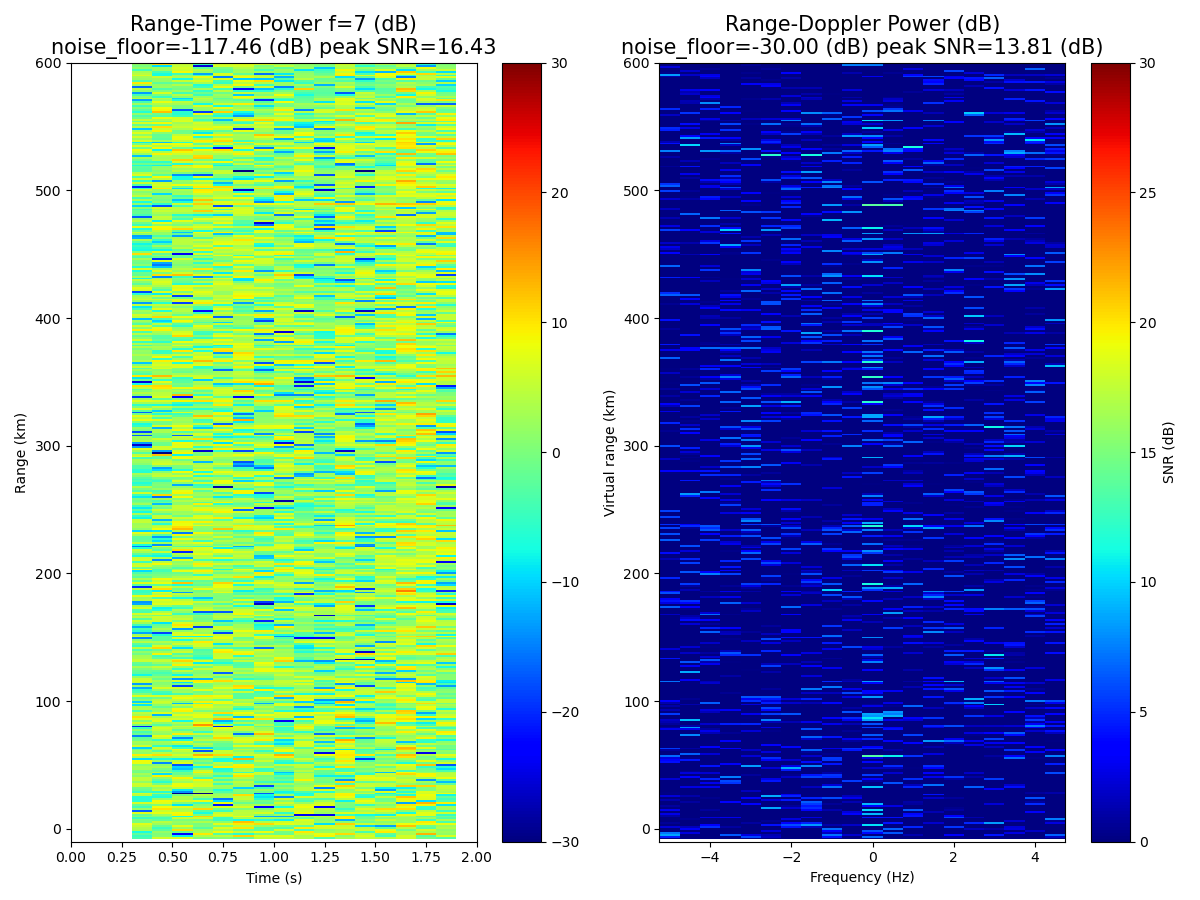 Range-Time Power f=7 (dB)
noise_floor=-117.46 (dB) peak SNR=16.43
Range (km)
600
500
400
300
200
100
0
0.00 0.25 0.50 0.75 1.00 1.25 1.50 1.75 2.00
Time (s)
30
20
10
0
−10
−20
−30
Range-Doppler Power (dB)
noise_floor=-30.00 (dB) peak SNR=13.81 (dB)
Virtual range (km)
600
500
400
300
200
100
0
−4 −2 0 2 4
Frequency (Hz)
30
25
20
15
10
5
0
SNR (dB)